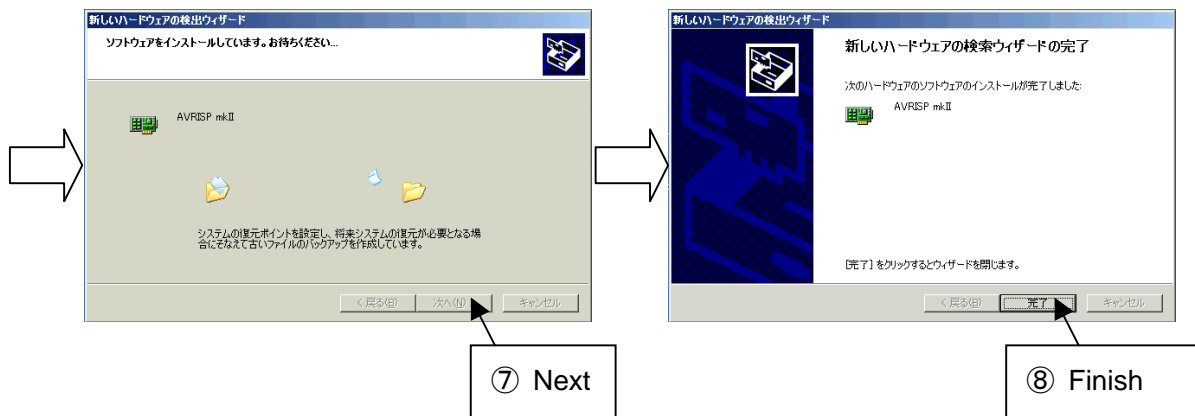 新しいハードウェアの検出ウィザード
ソフトウェアをインストールしています。お待ちください...
AVRISP mkII
システムの復元ポイントを設定し、将来システムの復元が必要となる場
合にそなえて古いファイルのバックアップを作成しています。
< 戻る(B)
次へ(N)
キャンセル
⑦ Next
新しいハードウェアの検出ウィザード
新しいハードウェアの検索ウィザードの完了
次のハードウェアのソフトウェアのインストールが完了しました:
AVRISP mkII
[完了] をクリックするとウィザードを閉じます。
< 戻る(B)
完了
キャンセル
⑧ Finish